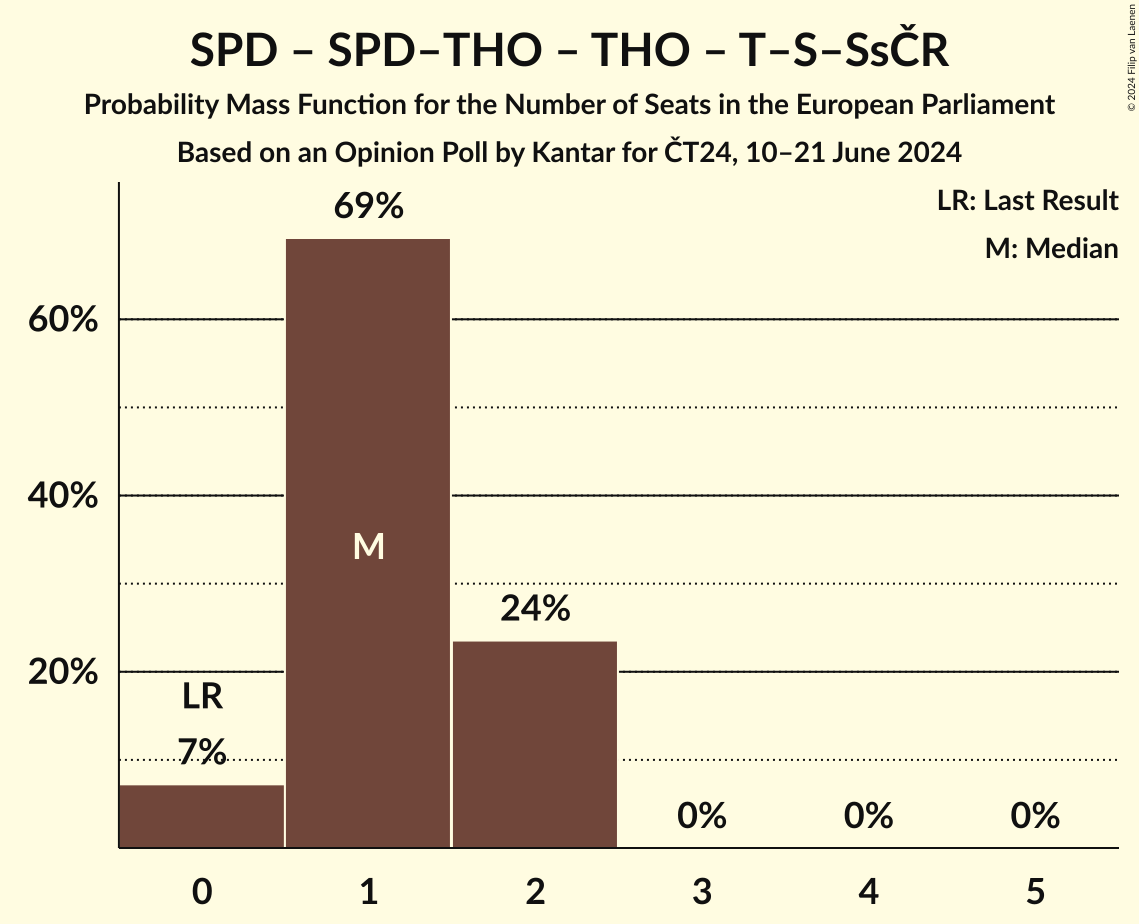 SPD – SPD–THO – THO – T–S–SsČR
Probability Mass Function for the Number of Seats in the European Parliament
Based on an Opinion Poll by Kantar for ČT24, 10–21 June 2024
© 2024 Filip van Laenen
LR: Last Result
M: Median
69%
60%
40%
M
24%
20%
LR
7%
0% 0% 0%
0 1 2 3 4 5